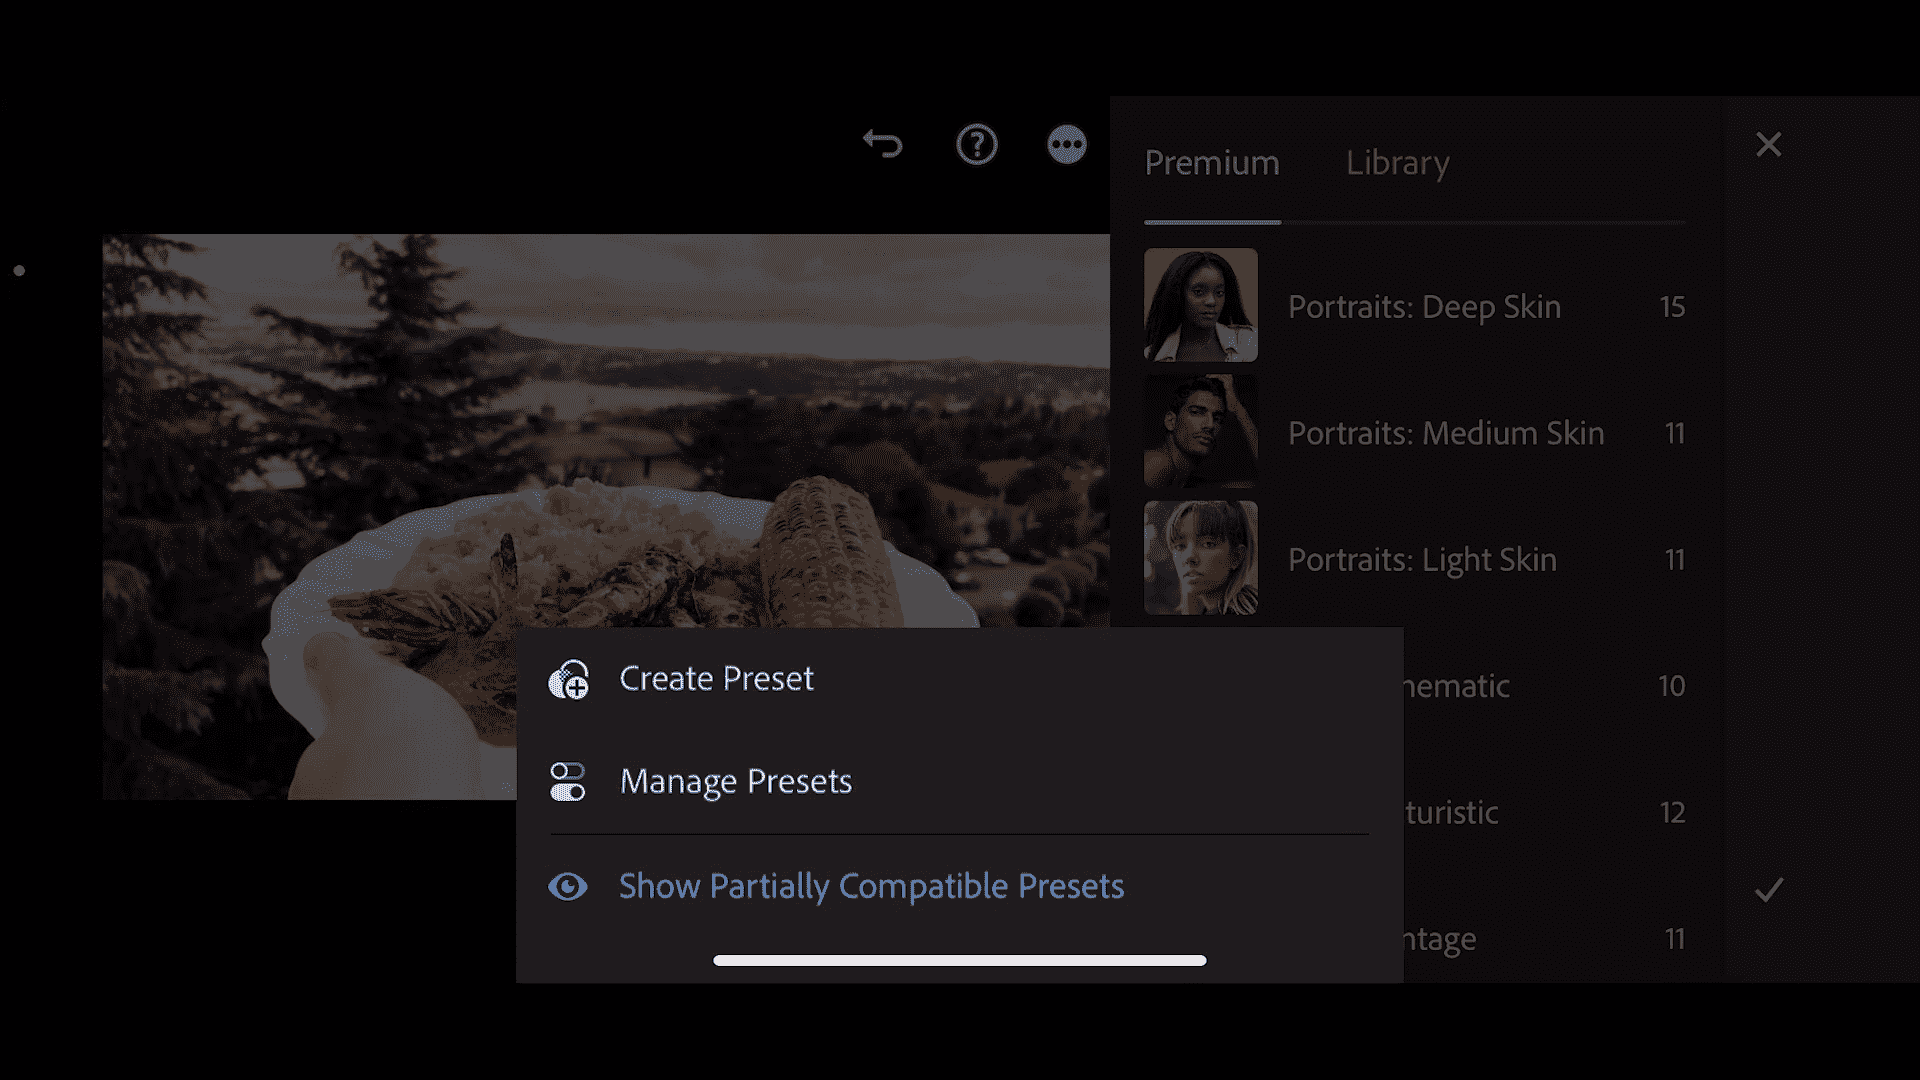 Premium Library
Portraits: Deep Skin 15
Portraits: Medium Skin 11
Portraits: Light Skin 11
nematic 10
turistic 12
ntage 11
Create Preset
Manage Presets
Show Partially Compatible Presets